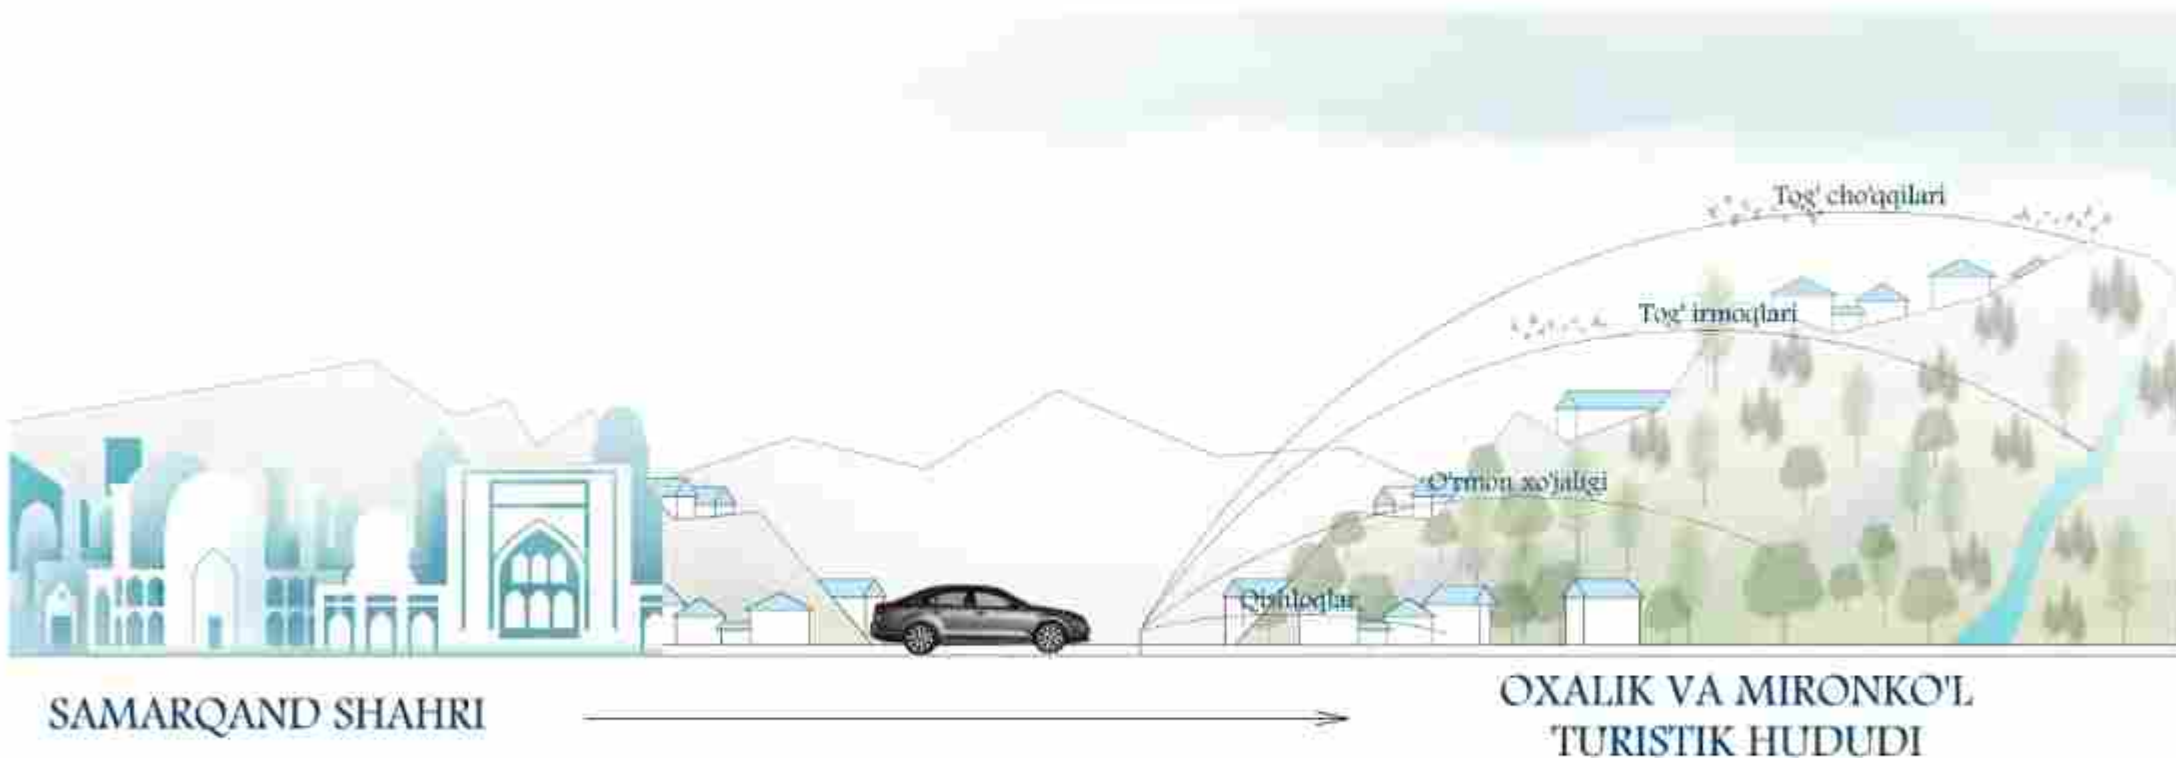 Tog' cho'qqilari
Tog' irmoqlari
O'rmon xo'jaligi
Qishloqlar
SAMARQAND SHAHRI
OXALIK VA MIRONKO'L
TURISTIK HUDUDI